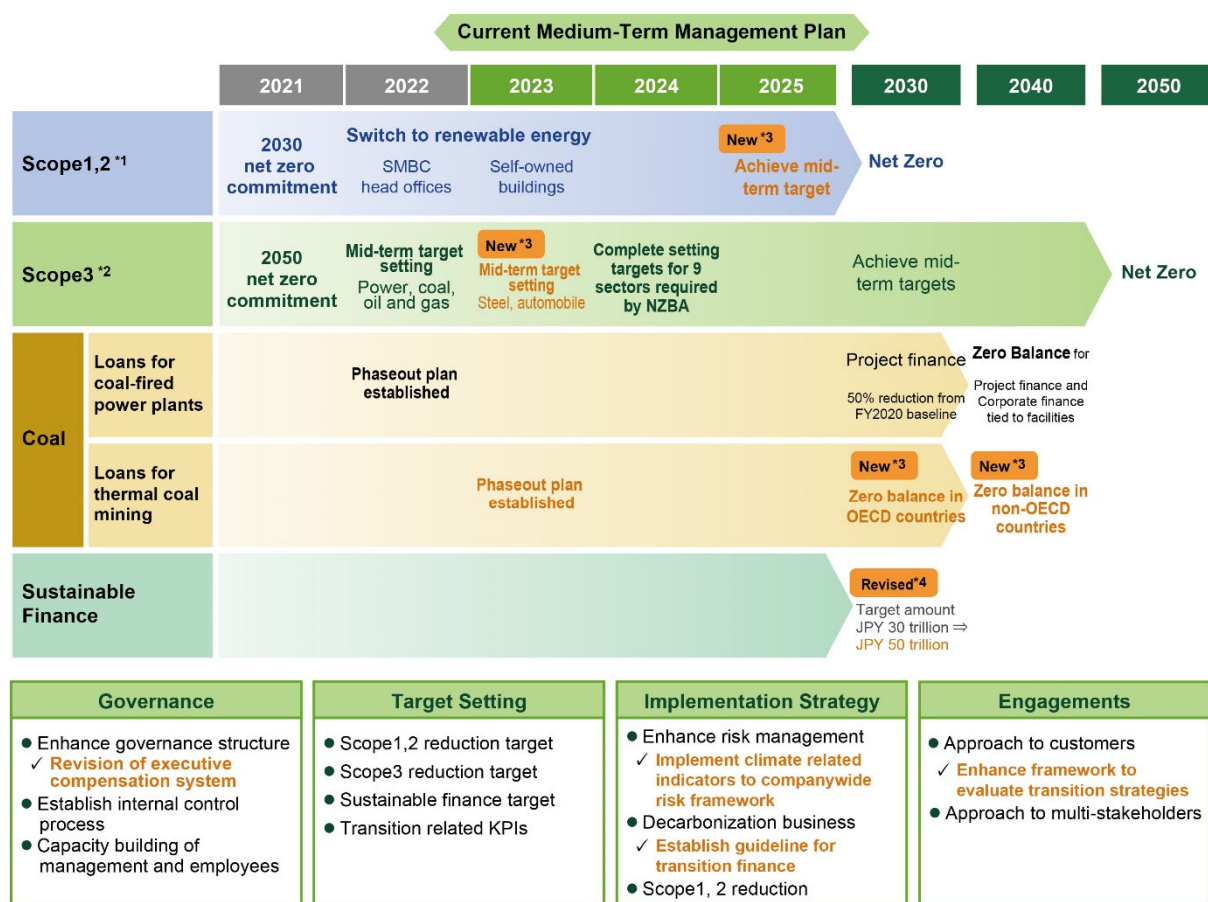 Current Medium-Term Management Plan
2021 2022 2023 2024 2025 2030 2040 2050
Scope1,2 *1
2030
net zero
commitment
Switch to renewable energy
SMBC
head offices
Self-owned
buildings
New *3
Achieve mid-
term target
Net Zero
Scope3 *2
2050
net zero
commitment
Mid-term target
setting
Power, coal,
oil and gas
New *3
Mid-term target
setting
Steel, automobile
Complete setting
targets for 9
sectors required
by NZBA
Achieve mid-
term targets
Net Zero
Coal
Loans for
coal-fired
power plants
Phaseout plan
established
Project finance
50% reduction from
FY2020 baseline
Zero Balance for
Project finance and
Corporate finance
tied to facilities
Loans for
thermal coal
mining
Phaseout plan
established
New *3
Zero balance in
OECD countries
New *3
Zero balance in
non-OECD
countries
Sustainable
Finance
Revised*4
Target amount
JPY 30 trillion ⇒
JPY 50 trillion
Governance
● Enhance governance structure
✓ Revision of executive
compensation system
● Establish internal control
process
● Capacity building of
management and employees
Target Setting
● Scope1,2 reduction target
● Scope3 reduction target
● Sustainable finance target
● Transition related KPIs
Implementation Strategy
● Enhance risk management
✓ Implement climate related
indicators to companywide
risk framework
● Decarbonization business
✓ Establish guideline for
transition finance
● Scope1, 2 reduction
Engagements
● Approach to customers
✓ Enhance framework to
evaluate transition strategies
● Approach to multi-stakeholders